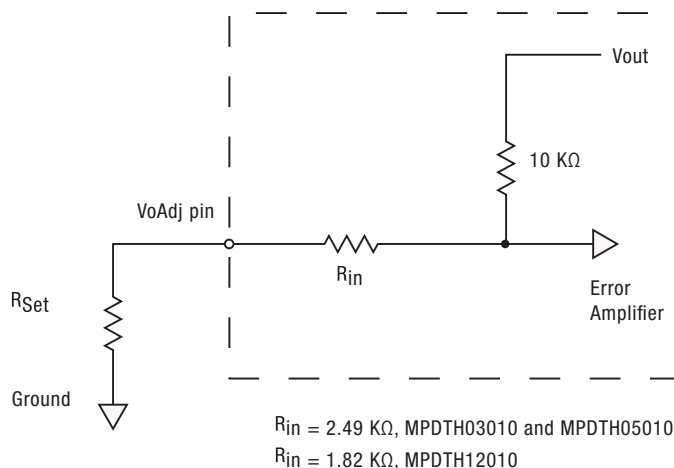 Vout
10 KΩ
VoAdj pin
Rin
RSet
Error
Amplifier
Ground
Rin = 2.49 KΩ, MPDTH03010 and MPDTH05010
Rin = 1.82 KΩ, MPDTH12010